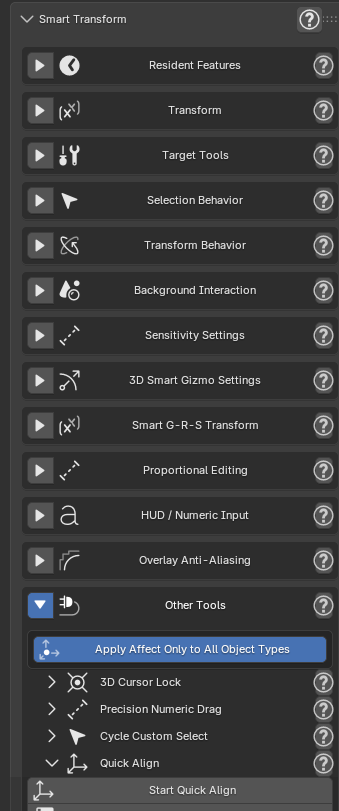 Smart Transform
Resident Features
Transform
Target Tools
Selection Behavior
Transform Behavior
Background Interaction
Sensitivity Settings
3D Smart Gizmo Settings
Smart G-R-S Transform
Proportional Editing
HUD / Numeric Input
Overlay Anti-Aliasing
Other Tools
Apply Affect Only to All Object Types
3D Cursor Lock
Precision Numeric Drag
Cycle Custom Select
Quick Align
Start Quick Align